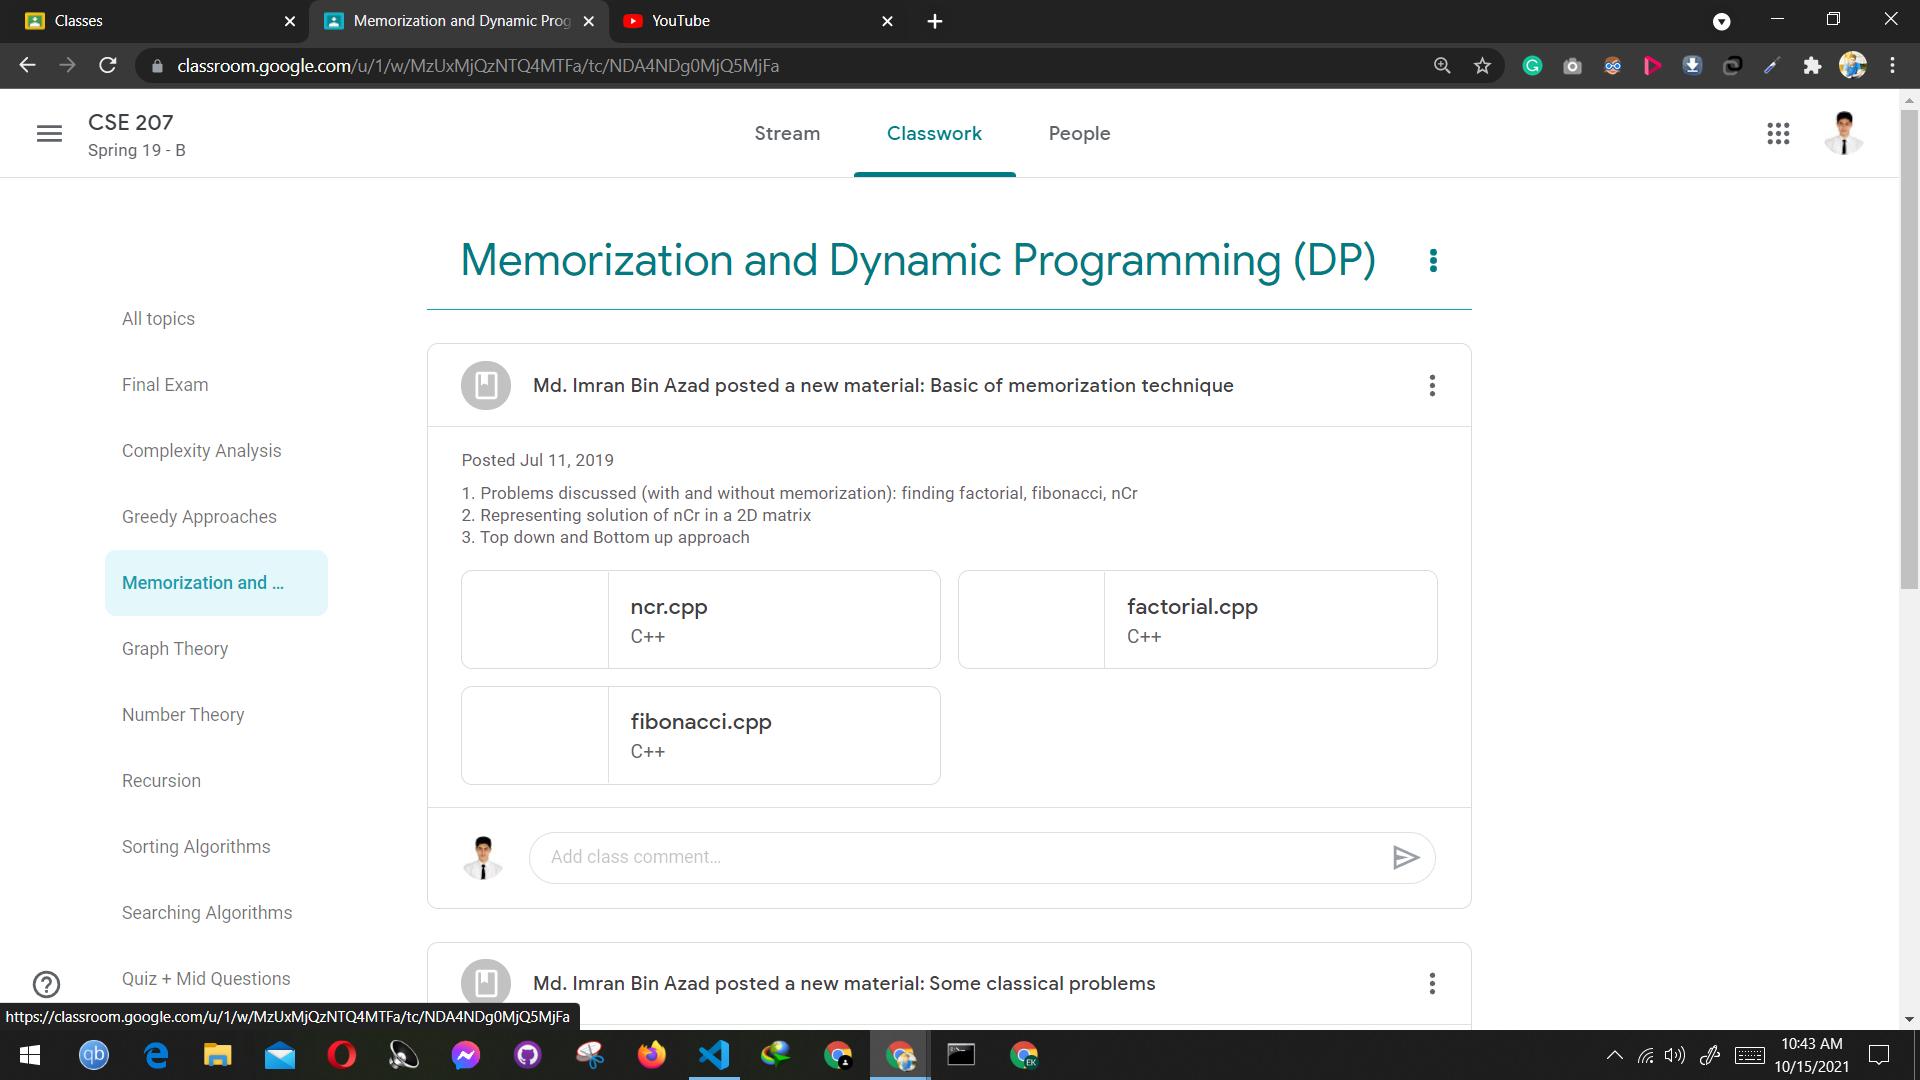 Classes
Memorization and Dynamic Prog
YouTube
classroom.google.com/u/1/w/MzUxMjQzNTQ4MTFa/tc/NDA4NDg0MjQ5MjFa
CSE 207
Spring 19 - B
Stream
Classwork
People
Memorization and Dynamic Programming (DP)
All topics
Final Exam
Complexity Analysis
Greedy Approaches
Memorization and ...
Graph Theory
Number Theory
Recursion
Sorting Algorithms
Searching Algorithms
Quiz + Mid Questions
Md. Imran Bin Azad posted a new material: Basic of memorization technique
Posted Jul 11, 2019
1. Problems discussed (with and without memorization): finding factorial, fibonacci, nCr
2. Representing solution of nCr in a 2D matrix
3. Top down and Bottom up approach
ncr.cpp
C++
factorial.cpp
C++
fibonacci.cpp
C++
Add class comment...
Md. Imran Bin Azad posted a new material: Some classical problems
https://classroom.google.com/u/1/w/MzUxMjQzNTQ4MTFa/tc/NDA4NDg0MjQ5MjFa
qb
EK
10:43 AM
10/15/2021